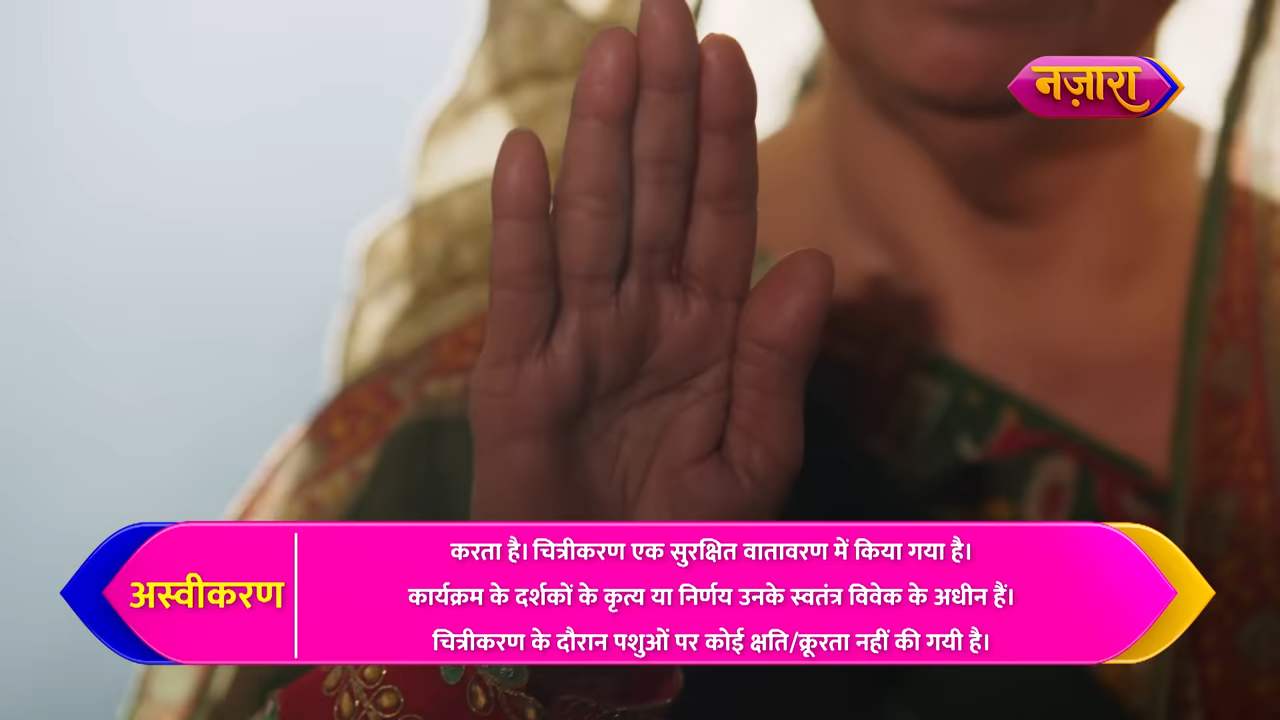 नज़ारा
अस्वीकरण
करता है। चित्रीकरण एक सुरक्षित वातावरण में किया गया है।
कार्यक्रम के दर्शकों के कृत्य या निर्णय उनके स्वतंत्र विवेक के अधीन हैं।
चित्रीकरण के दौरान पशुओं पर कोई क्षति/क्रूरता नहीं की गयी है।